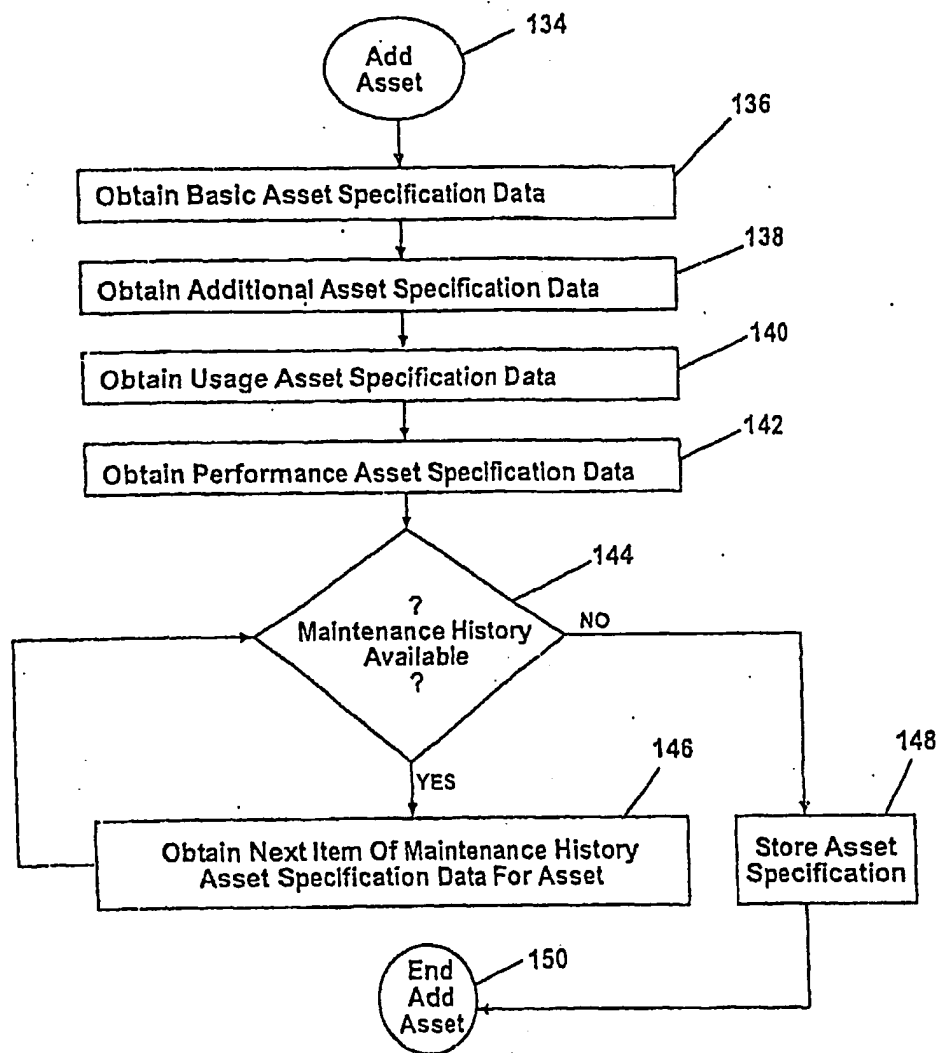 134
Add
Asset
136
Obtain Basic Asset Specification Data
138
Obtain Additional Asset Specification Data
140
Obtain Usage Asset Specification Data
142
Obtain Performance Asset Specification Data
144
?
Maintenance History
Available
?
NO
YES
146
Obtain Next Item Of Maintenance History
Asset Specification Data For Asset
148
Store Asset
Specification
150
End
Add
Asset